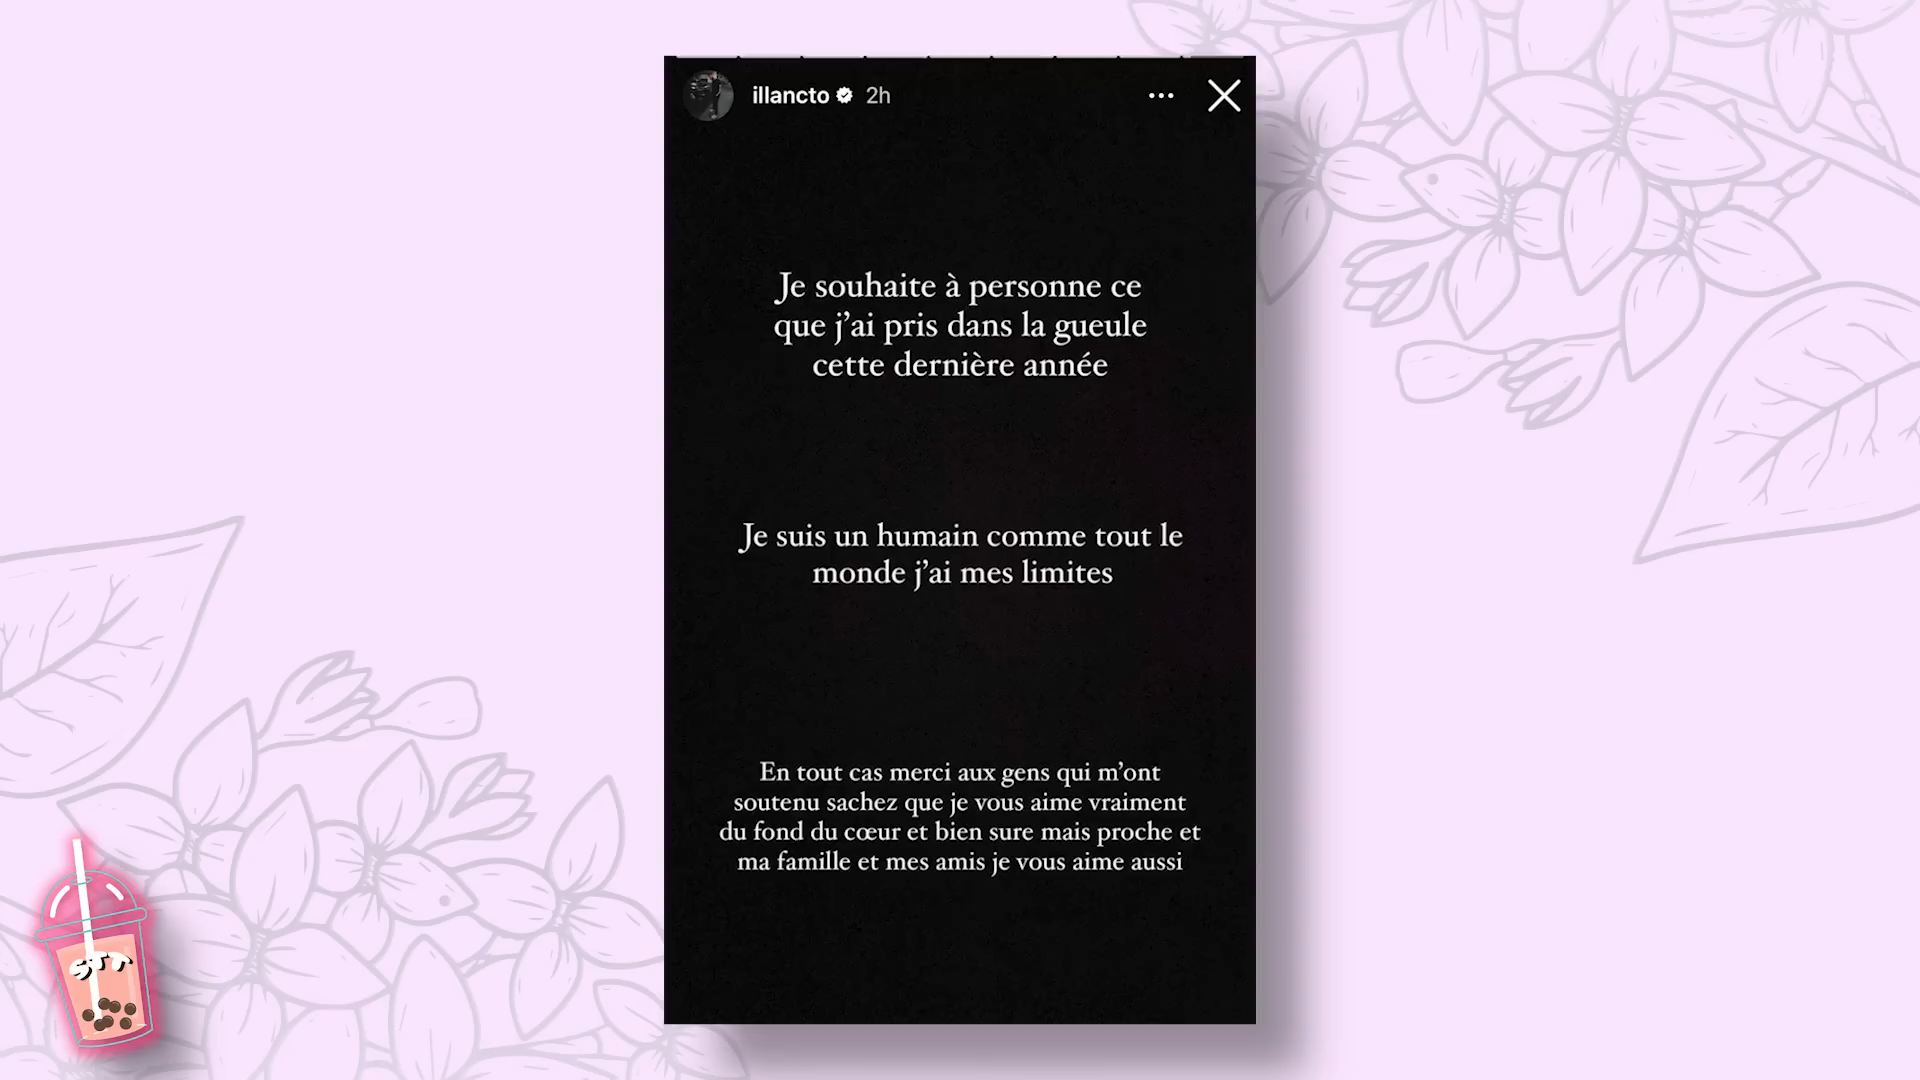 illancto 2h
Je souhaite à personne ce
que j’ai pris dans la gueule
cette dernière année
Je suis un humain comme tout le
monde j’ai mes limites
En tout cas merci aux gens qui m’ont
soutenu sachez que je vous aime vraiment
du fond du cœur et bien sure mais proche et
ma famille et mes amis je vous aime aussi
STT